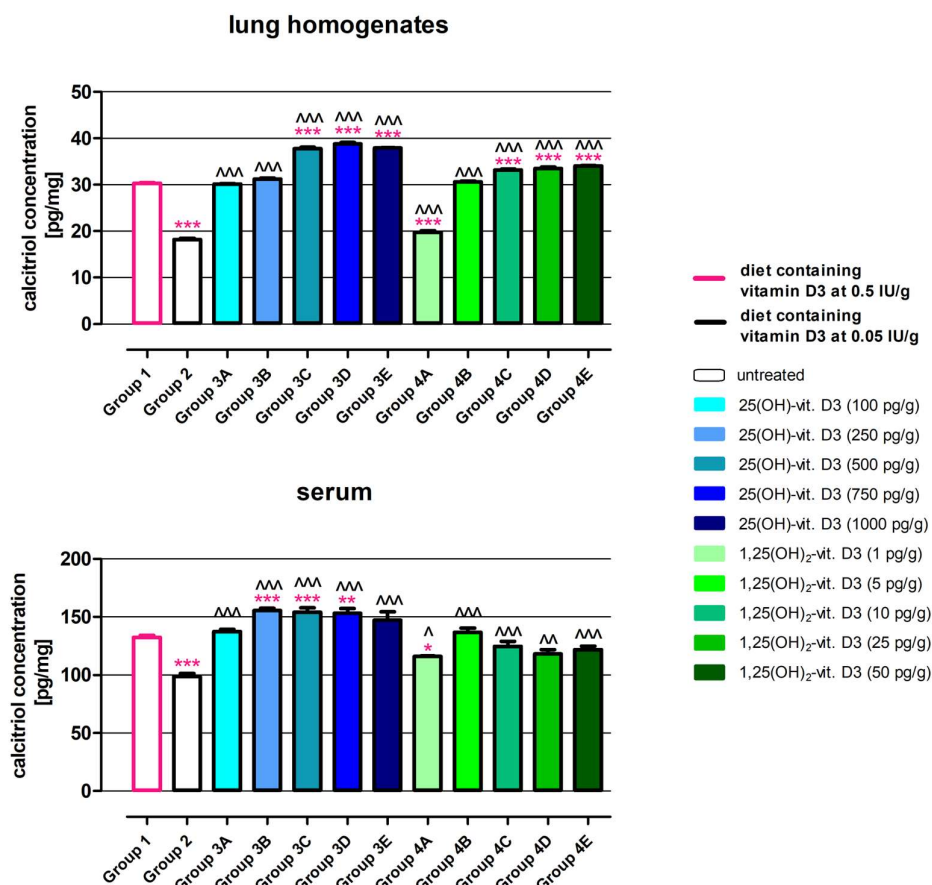 lung homogenates
calcitriol concentration
[pg/mg]
50
40
30
20
10
0
***
^^^
^^^
^^^
***
^^^
***
^^^
***
^^^
***
^^^
^^^
***
^^^
***
^^^
***
Group 1
Group 2
Group 3A
Group 3B
Group 3C
Group 3D
Group 3E
Group 4A
Group 4B
Group 4C
Group 4D
Group 4E
serum
calcitriol concentration
[pg/mg]
200
150
100
50
0
***
^^^
^^^
***
^^^
***
^^^
**
^^^
^
*
^^^
^^^
^^
^^^
Group 1
Group 2
Group 3A
Group 3B
Group 3C
Group 3D
Group 3E
Group 4A
Group 4B
Group 4C
Group 4D
Group 4E
diet containing
vitamin D3 at 0.5 IU/g
diet containing
vitamin D3 at 0.05 IU/g
untreated
25(OH)-vit. D3 (100 pg/g)
25(OH)-vit. D3 (250 pg/g)
25(OH)-vit. D3 (500 pg/g)
25(OH)-vit. D3 (750 pg/g)
25(OH)-vit. D3 (1000 pg/g)
1,25(OH)₂-vit. D3 (1 pg/g)
1,25(OH)₂-vit. D3 (5 pg/g)
1,25(OH)₂-vit. D3 (10 pg/g)
1,25(OH)₂-vit. D3 (25 pg/g)
1,25(OH)₂-vit. D3 (50 pg/g)